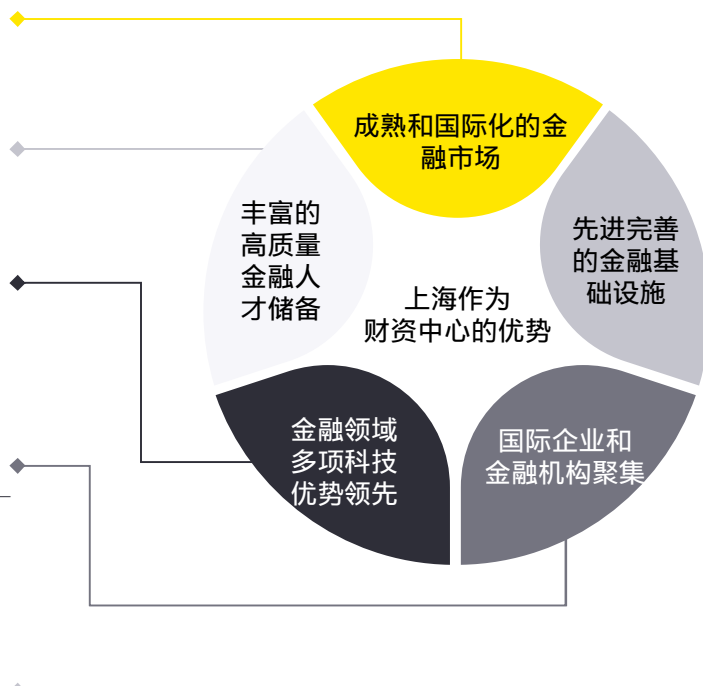 成熟和国际化的金
融市场
丰富的
高质量
金融人
才储备
先进完善
的金融基
础设施
上海作为
财资中心的优势
金融领域
多项科技
优势领先
国际企业和
金融机构聚集